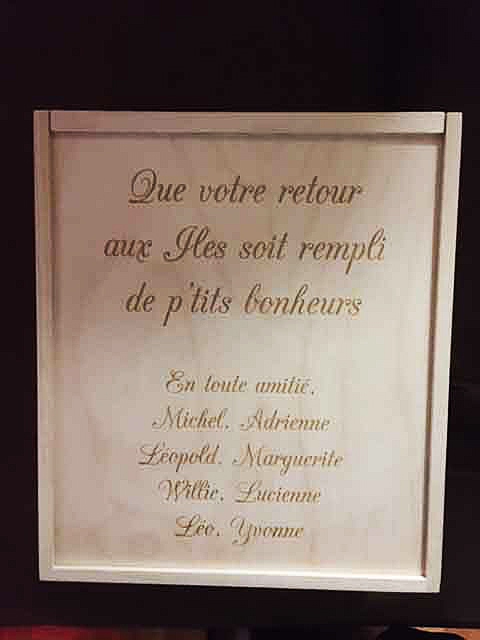 Que votre retour
aux Iles soit rempli
de p'tits bonheurs
En toute amitié,
Michel, Adrienne
Léopold, Marguerite
Willie, Lucienne
Léo, Yvonne